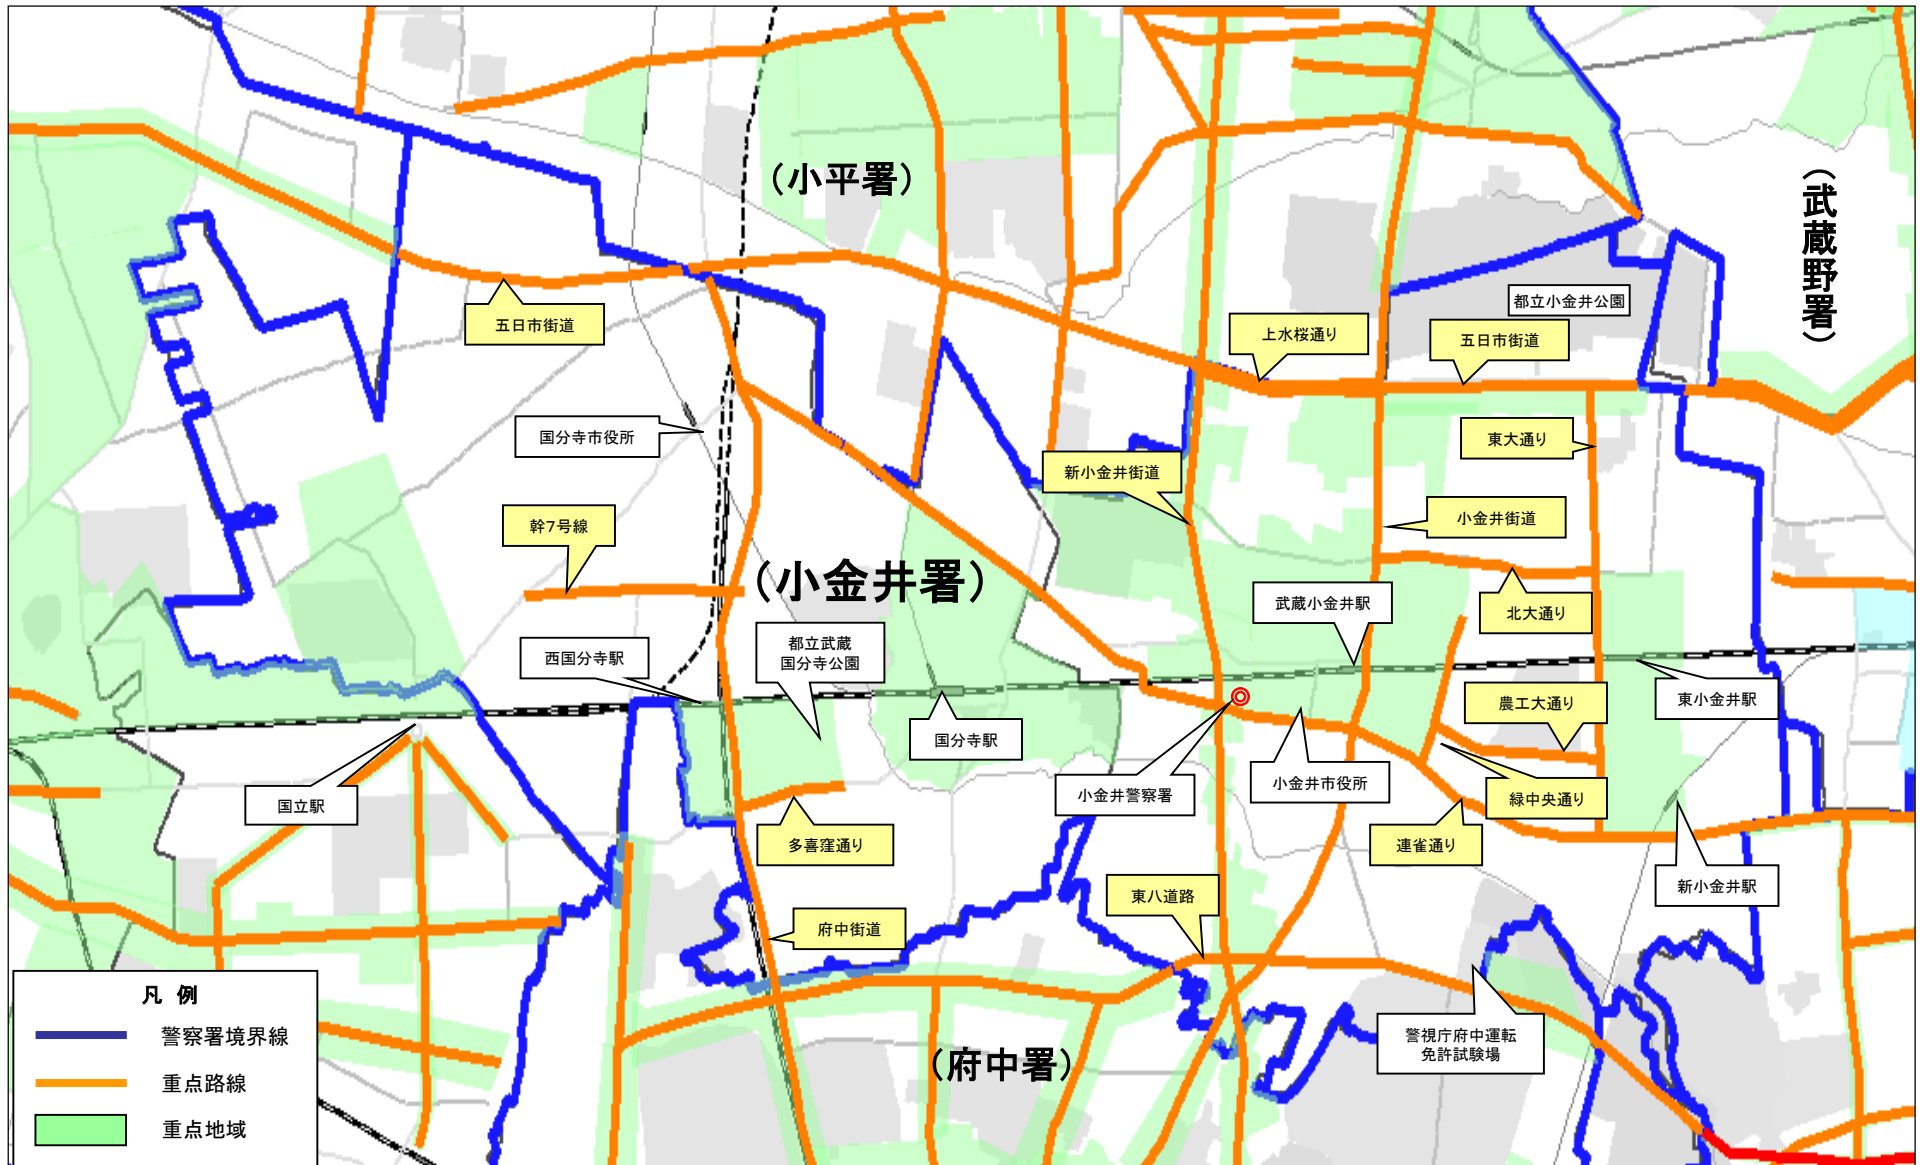 （小平署）
（武蔵野署）
都立小金井公園
五日市街道
上水桜通り
五日市街道
国分寺市役所
東大通り
新小金井街道
小金井街道
幹7号線
（小金井署）
武蔵小金井駅
北大通り
西国分寺駅
都立武蔵
国分寺公園
東小金井駅
農工大通り
国分寺駅
国立駅
小金井警察署
小金井市役所
緑中央通り
多喜窪通り
連雀通り
新小金井駅
東八道路
府中街道
警視庁府中運転
免許試験場
（府中署）
凡 例
警察署境界線
重点路線
重点地域